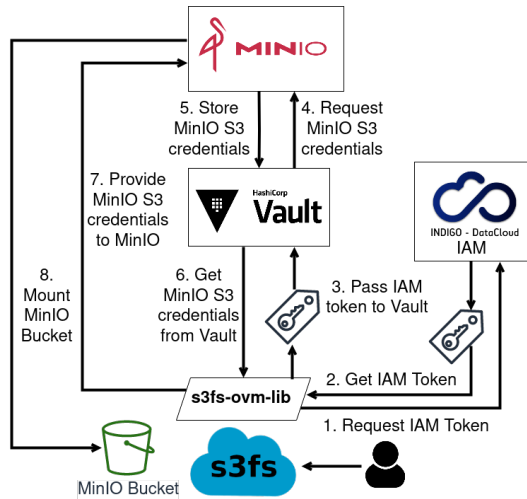 MINIO
5. Store
MinIO S3
credentials
4. Request
MinIO S3
credentials
7. Provide
MinIO S3
credentials
to MinIO
HashiCorp
Vault
INDIGO - DataCloud
IAM
8.
Mount
MinIO
Bucket
6. Get
MinIO S3
credentials
from Vault
3. Pass IAM
token to Vault
2. Get IAM Token
s3fs-ovm-lib
1. Request IAM Token
s3fs
MinIO Bucket